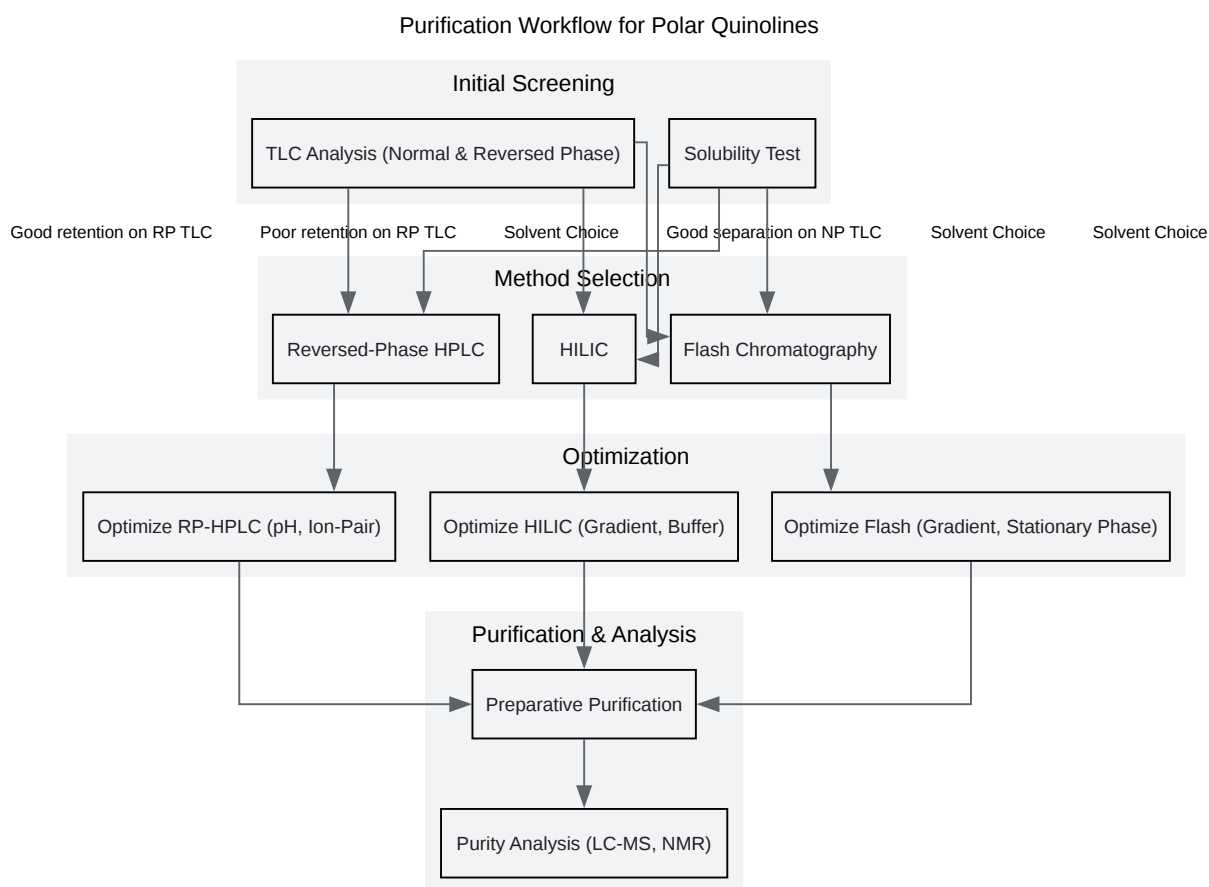 Purification Workflow for Polar Quinolines
Initial Screening
TLC Analysis (Normal & Reversed Phase)
Solubility Test
Good retention on RP TLC
Poor retention on RP TLC
Solvent Choice
Good separation on NP TLC
Solvent Choice
Solvent Choice
Method Selection
Reversed-Phase HPLC
HILIC
Flash Chromatography
Optimization
Optimize RP-HPLC (pH, Ion-Pair)
Optimize HILIC (Gradient, Buffer)
Optimize Flash (Gradient, Stationary Phase)
Purification & Analysis
Preparative Purification
Purity Analysis (LC-MS, NMR)